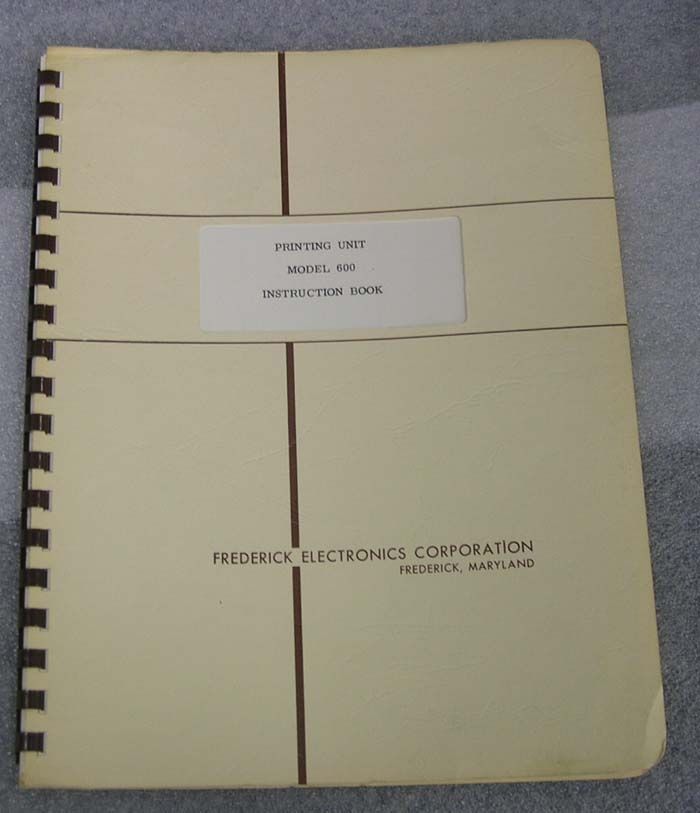 PRINTING UNIT
MODEL 600
INSTRUCTION BOOK
FREDERICK ELECTRONICS CORPORATION
FREDERICK, MARYLAND